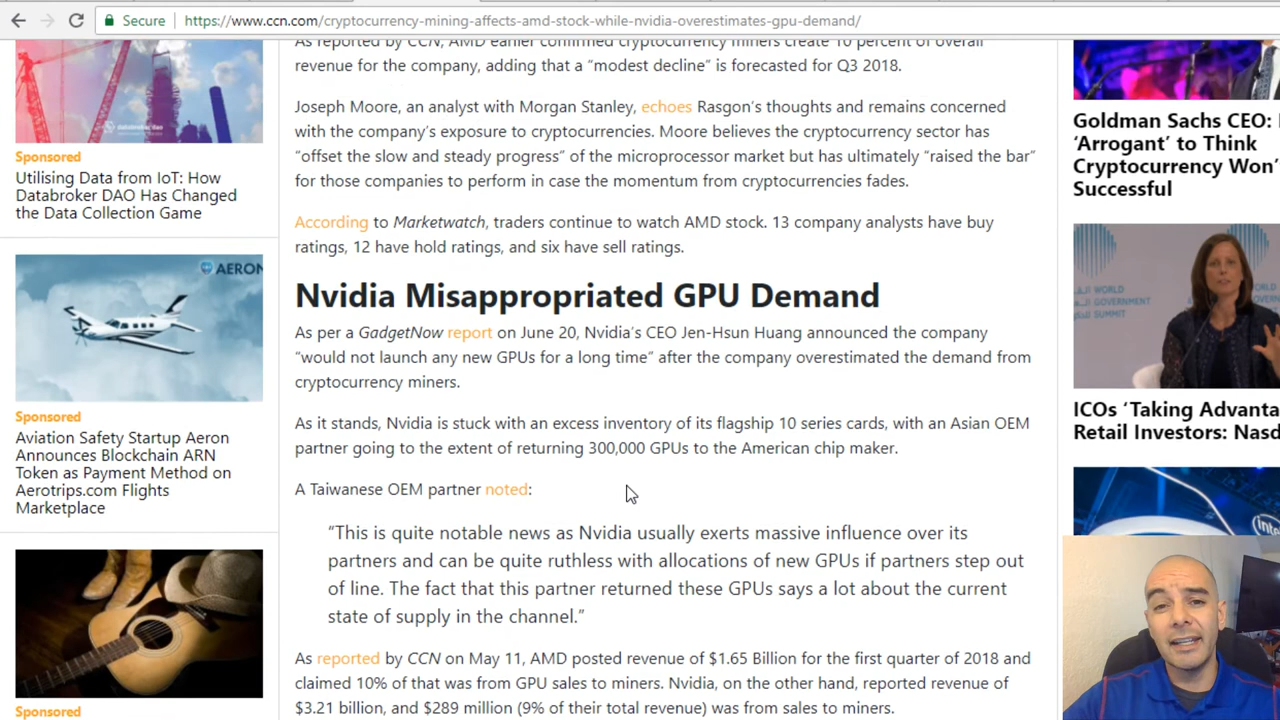 Secure
https://www.ccn.com/cryptocurrency-mining-affects-amd-stock-while-nvidia-overestimates-gpu-demand/
Sponsored
Utilising Data from IoT: How
Databroker DAO Has Changed
the Data Collection Game
AERON
Sponsored
Aviation Safety Startup Aeron
Announces Blockchain ARN
Token as Payment Method on
Aerotrips.com Flights
Marketplace
Sponsored
As reported by CCN, AMD earlier confirmed cryptocurrency miners create 10 percent of overall
revenue for the company, adding that a “modest decline” is forecasted for Q3 2018.
Joseph Moore, an analyst with Morgan Stanley, echoes Rasgon’s thoughts and remains concerned
with the company’s exposure to cryptocurrencies. Moore believes the cryptocurrency sector has
“offset the slow and steady progress” of the microprocessor market but has ultimately “raised the bar”
for those companies to perform in case the momentum from cryptocurrencies fades.
According to Marketwatch, traders continue to watch AMD stock. 13 company analysts have buy
ratings, 12 have hold ratings, and six have sell ratings.
Nvidia Misappropriated GPU Demand
As per a GadgetNow report on June 20, Nvidia’s CEO Jen-Hsun Huang announced the company
“would not launch any new GPUs for a long time” after the company overestimated the demand from
cryptocurrency miners.
As it stands, Nvidia is stuck with an excess inventory of its flagship 10 series cards, with an Asian OEM
partner going to the extent of returning 300,000 GPUs to the American chip maker.
A Taiwanese OEM partner noted:
“This is quite notable news as Nvidia usually exerts massive influence over its
partners and can be quite ruthless with allocations of new GPUs if partners step out
of line. The fact that this partner returned these GPUs says a lot about the current
state of supply in the channel.”
As reported by CCN on May 11, AMD posted revenue of $1.65 Billion for the first quarter of 2018 and
claimed 10% of that was from GPU sales to miners. Nvidia, on the other hand, reported revenue of
$3.21 billion, and $289 million (9% of their total revenue) was from sales to miners.
Goldman Sachs CEO:
‘Arrogant’ to Think
Cryptocurrency Won’
Successful
WORLD
GOVERNMENT
SUMMIT
ICOs ‘Taking Advanta
Retail Investors: Nasd